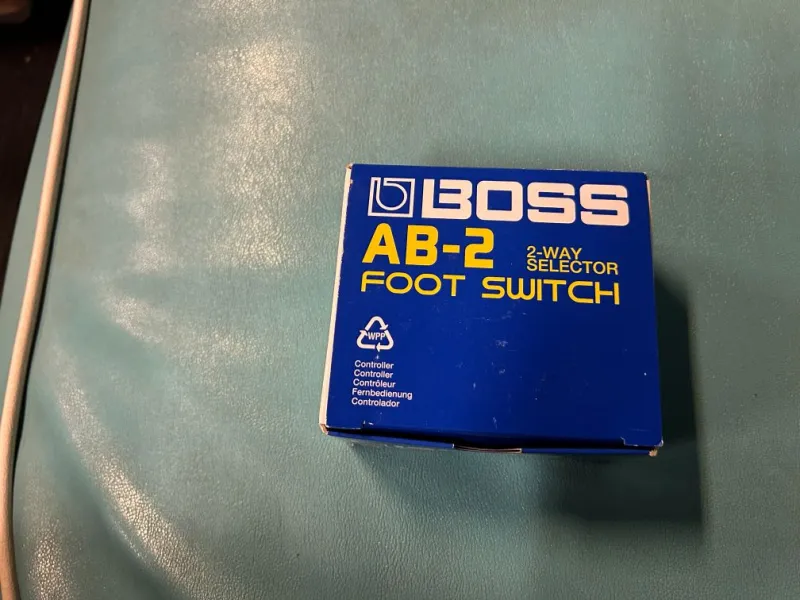 BOSS
AB-2 2-WAY
SELECTOR
FOOT SWITCH
WPP
Controller
Controller
Contrôleur
Fernbedienung
Controlador